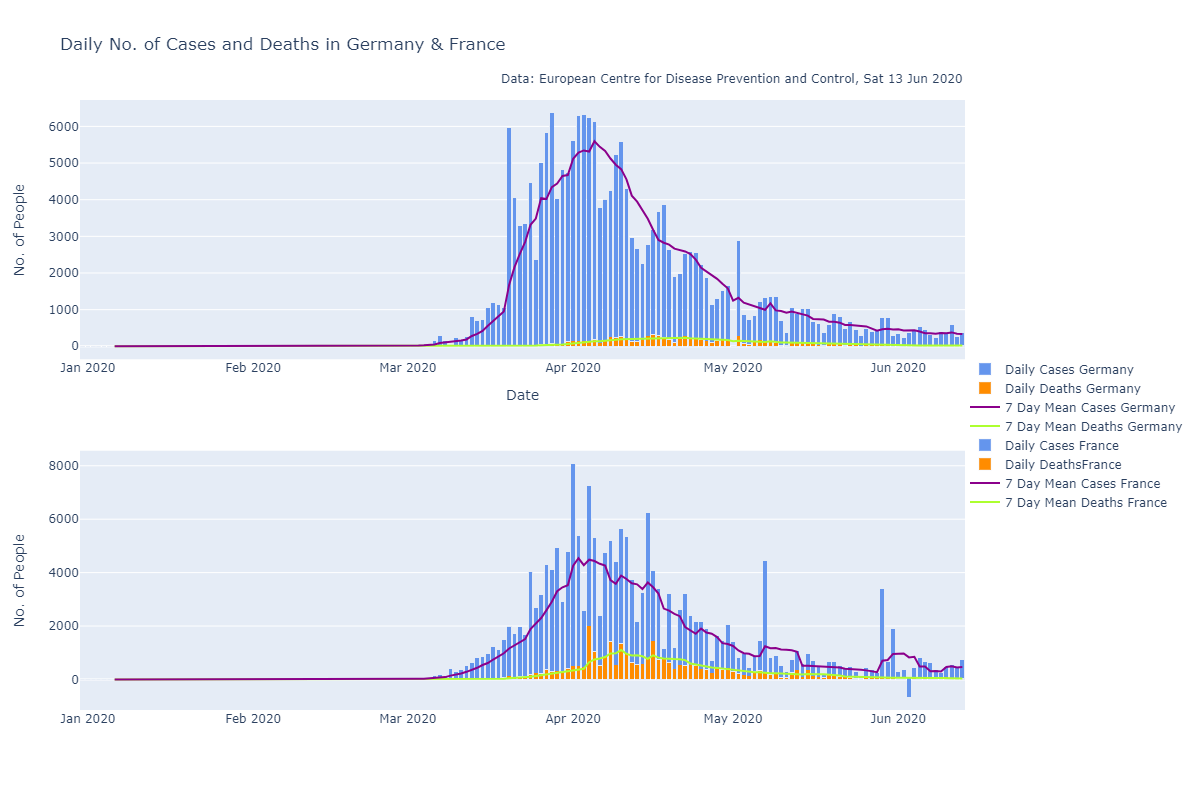 Daily No. of Cases and Deaths in Germany & France
Data: European Centre for Disease Prevention and Control, Sat 13 Jun 2020
No. of People
6000
5000
4000
3000
2000
1000
0
Jan 2020 Feb 2020 Mar 2020 Apr 2020 May 2020 Jun 2020
Date
Daily Cases Germany
Daily Deaths Germany
7 Day Mean Cases Germany
7 Day Mean Deaths Germany
Daily Cases France
Daily DeathsFrance
7 Day Mean Cases France
7 Day Mean Deaths France
No. of People
8000
6000
4000
2000
0
Jan 2020 Feb 2020 Mar 2020 Apr 2020 May 2020 Jun 2020